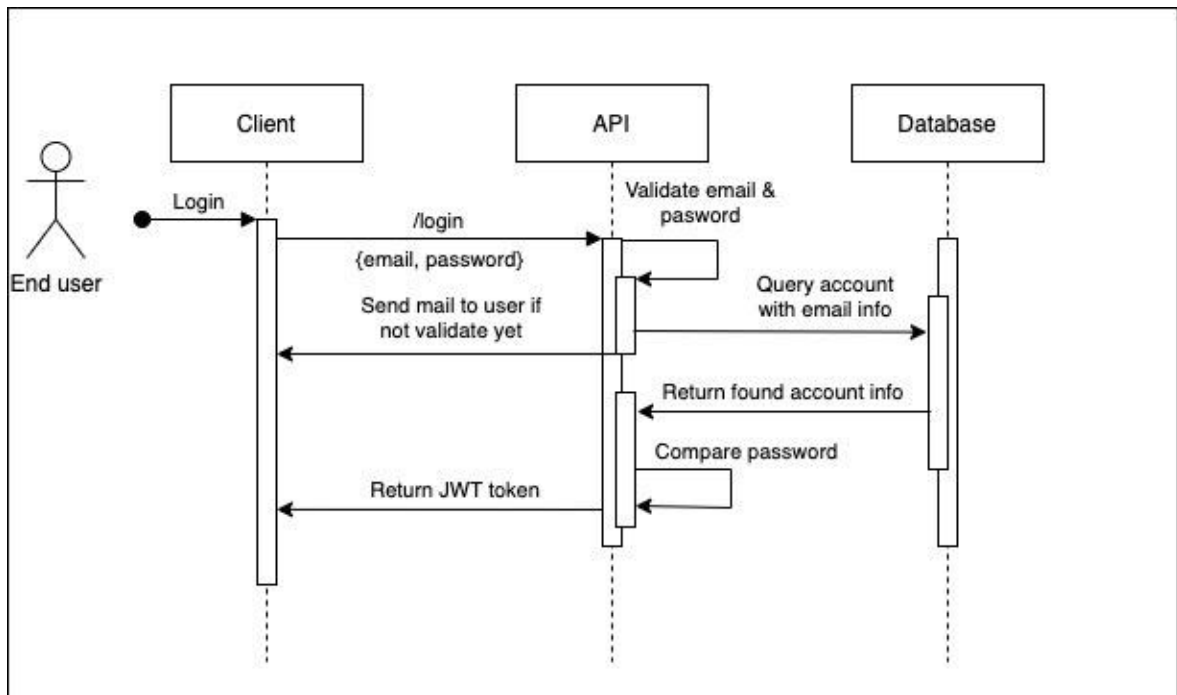 Client
API
Database
End user
Login
/login
{email, password}
Validate email &
pasword
Send mail to user if
not validate yet
Query account
with email info
Return found account info
Compare password
Return JWT token